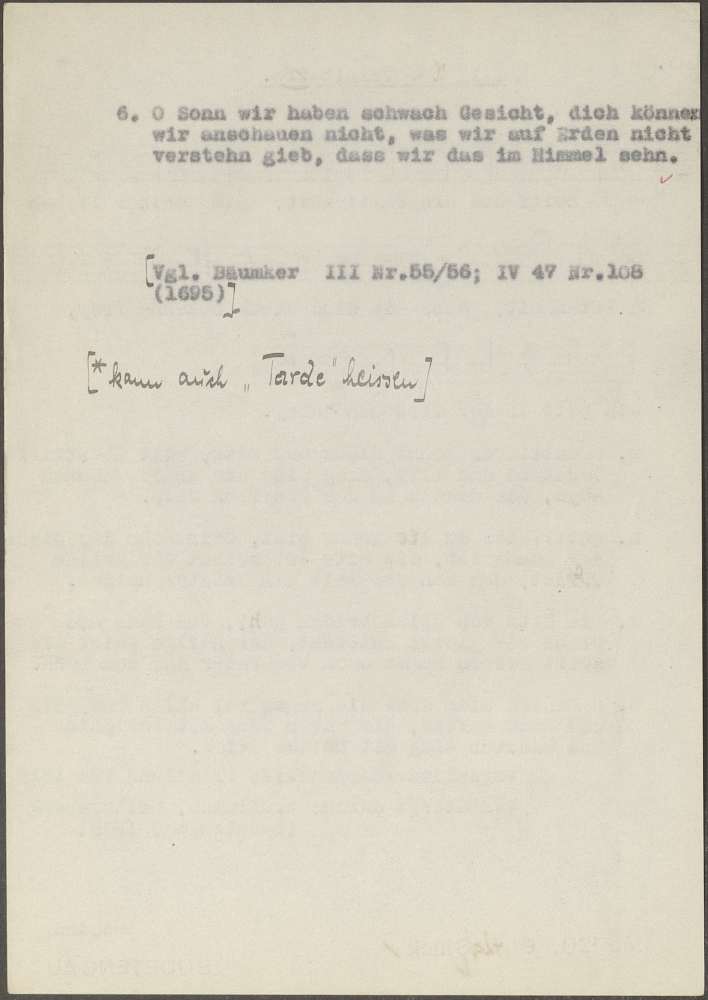 6. O Sonn wir haben schwach Gesicht, dich können
wir anschauen nicht, was wir auf Erden nicht
verstehn gieb, dass wir das im Himmel sehn.
[Vgl. Bäumker III Nr.55/56; IV 47 Nr.108
(1695)]
[* kann auch „Tarde" heissen]